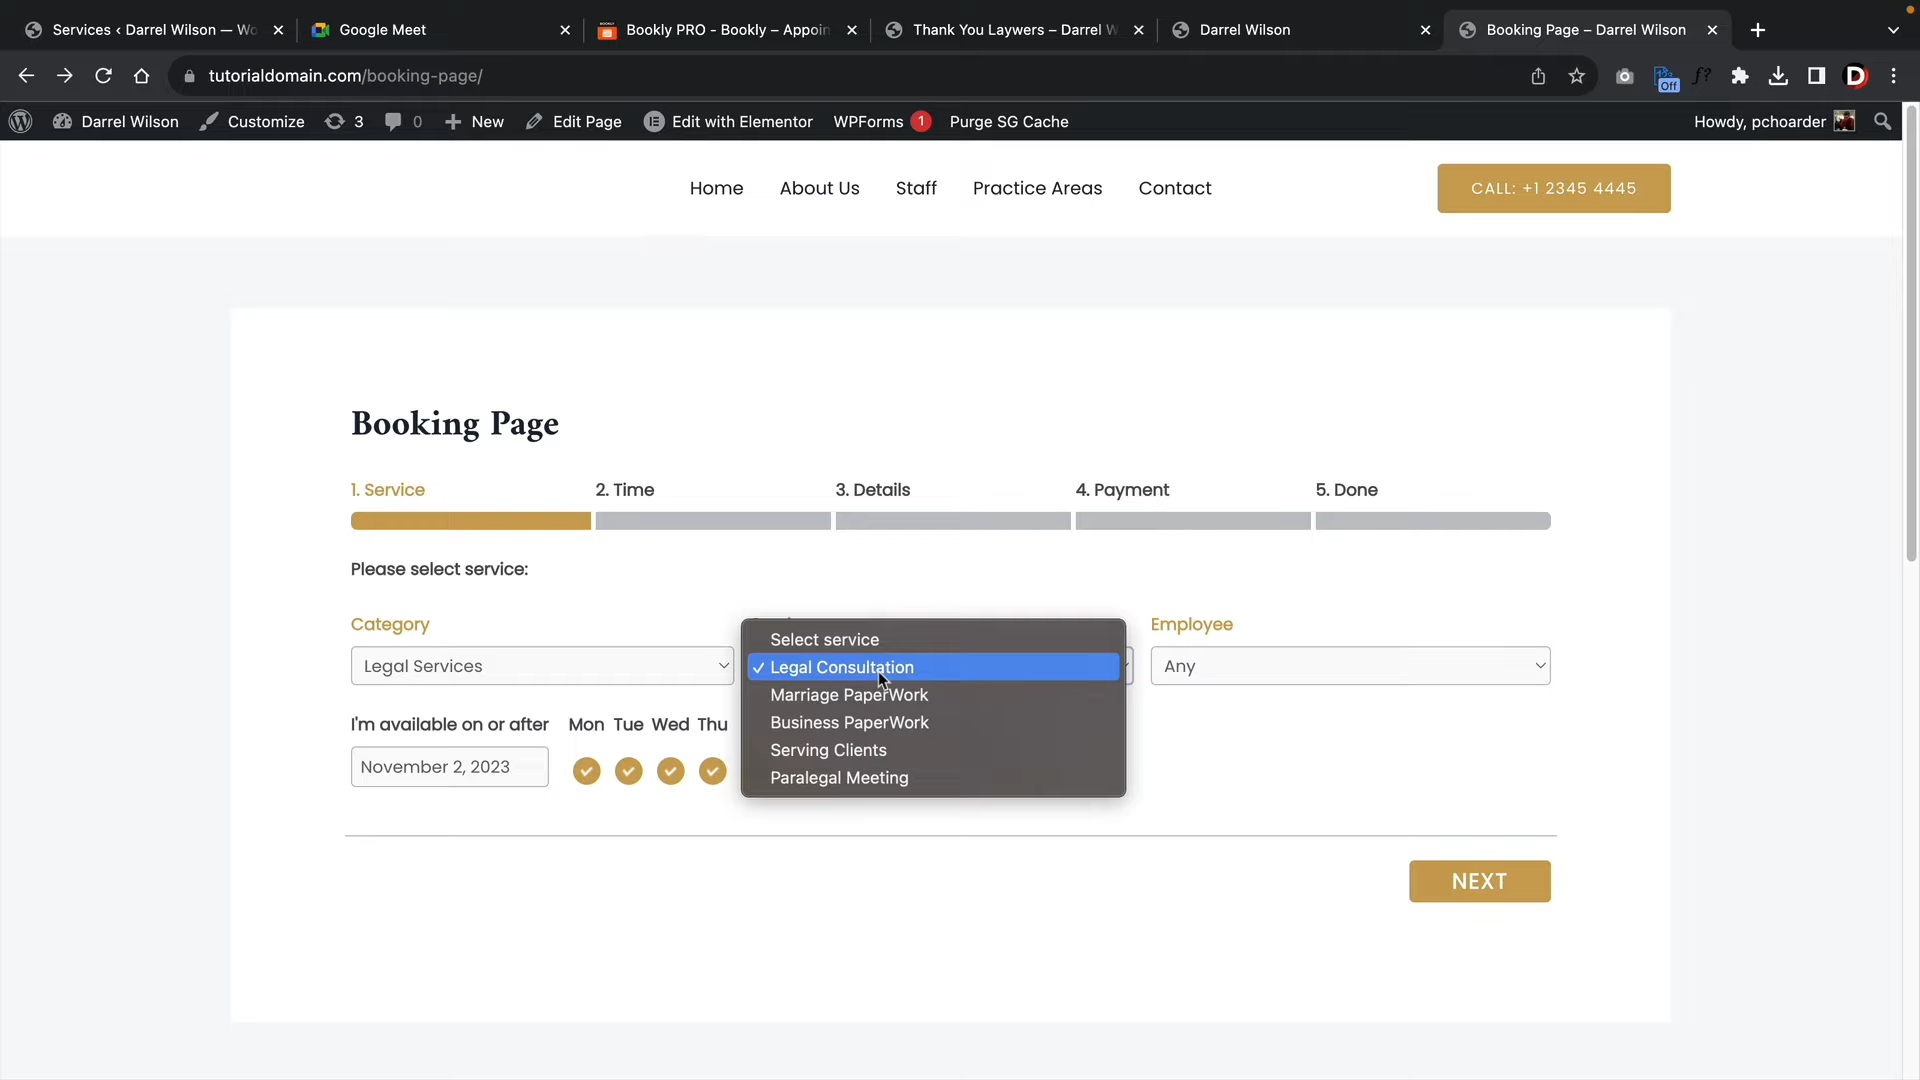 Services ‹ Darrel Wilson — Wo
Google Meet
Bookly PRO - Bookly – Appoin
Thank You Laywers – Darrel W
Darrel Wilson
Booking Page – Darrel Wilson
tutorialdomain.com/booking-page/
f?
Off
D
Darrel Wilson
Customize
3
0
New
Edit Page
Edit with Elementor
WPForms 1
Purge SG Cache
Howdy, pchoarder
Home
About Us
Staff
Practice Areas
Contact
CALL: +1 2345 4445
Booking Page
1. Service
2. Time
3. Details
4. Payment
5. Done
Please select service:
Category
Employee
Legal Services
Select service
✓ Legal Consultation
Marriage PaperWork
Business PaperWork
Serving Clients
Paralegal Meeting
Any
I'm available on or after
Mon Tue Wed Thu
November 2, 2023
NEXT